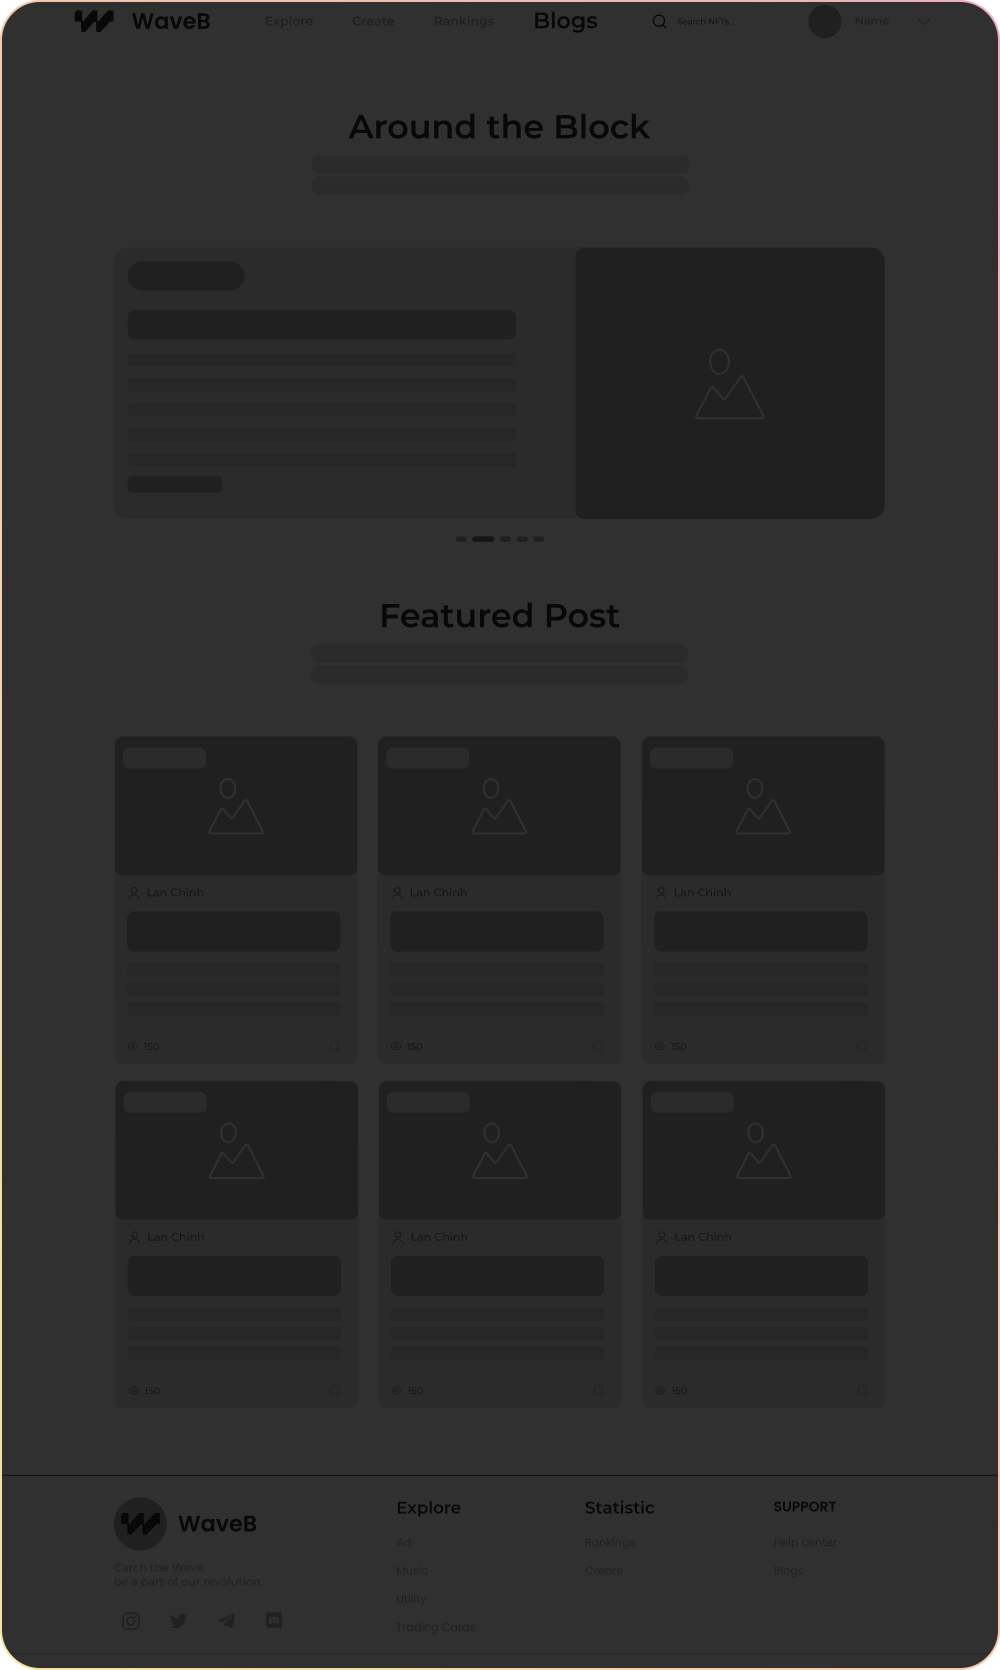 WaveB Explore Create Rankings Blogs Search NFTs... Name
Around the Block
Featured Post
Lan Chinh Lan Chinh Lan Chinh
150 150 150
Lan Chinh Lan Chinh Lan Chinh
150 150 150
WaveB
Catch the Wave,
be a part of our revolution.
Explore
Art
Music
Utility
Trading Cards
Statistic
Rankings
Create
SUPPORT
Help center
Blogs